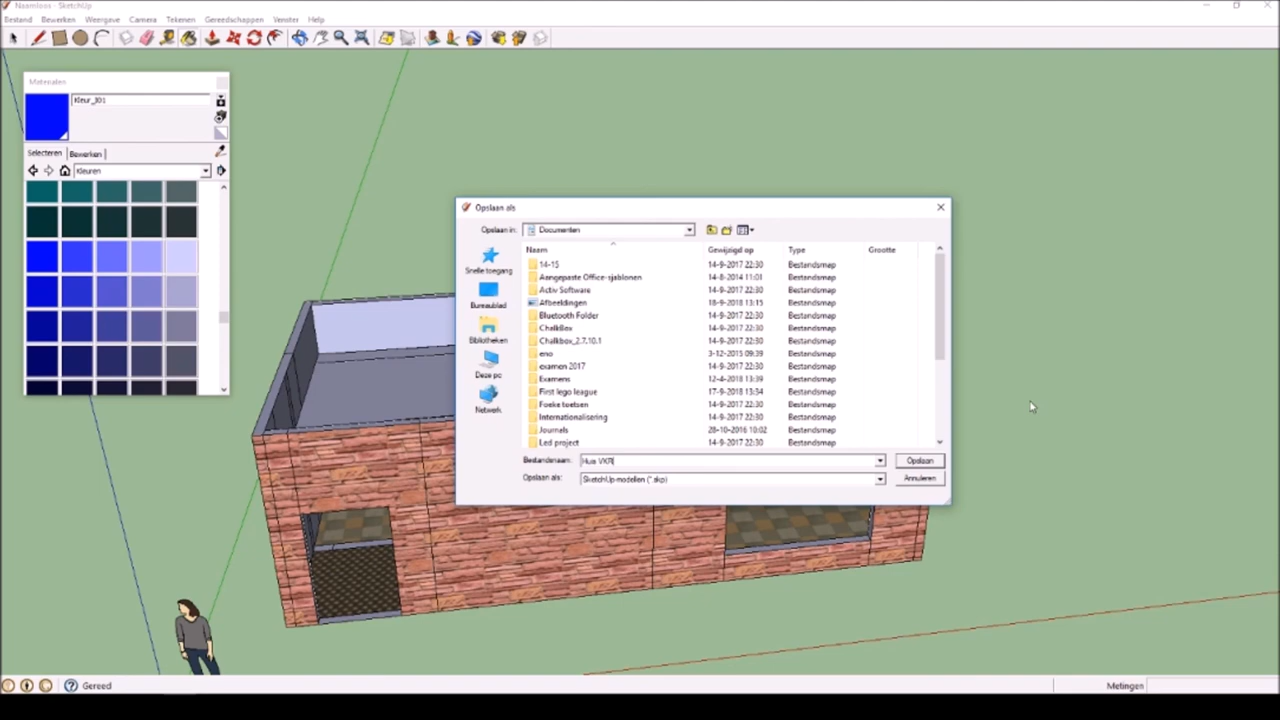 Naamloos - SketchUp
Bestand Bewerken Weergave Camera Tekenen Gereedschappen Venster Help
Materialen
Kleur_I01
Selecteren Bewerken
Kleuren
Opslaan als
Opslaan in: Documenten
Naam Gewijzigd op Type Grootte
14-15 14-9-2017 22:30 Bestandsmap
Aangepaste Office-sjablonen 14-8-2014 11:01 Bestandsmap
Activ Software 14-9-2017 22:30 Bestandsmap
Afbeeldingen 18-9-2018 13:15 Bestandsmap
Bluetooth Folder 14-9-2017 22:30 Bestandsmap
ChalkBox 14-9-2017 22:30 Bestandsmap
Chalkbox_2.7.10.1 14-9-2017 22:30 Bestandsmap
eno 3-12-2015 09:39 Bestandsmap
examen 2017 14-9-2017 22:30 Bestandsmap
Examens 12-4-2018 13:39 Bestandsmap
First lego league 17-9-2018 13:34 Bestandsmap
Foeke toetsen 14-9-2017 22:30 Bestandsmap
Internationalisering 14-9-2017 22:30 Bestandsmap
Journals 28-10-2016 10:02 Bestandsmap
Led project 14-9-2017 22:30 Bestandsmap
Snelle toegang
Bureaublad
Bibliotheken
Deze pc
Netwerk
Bestandsnaam: Huis Opslaan
Opslaan als: SketchUp-modellen (*.skp) Annuleren
Gereed
Metingen